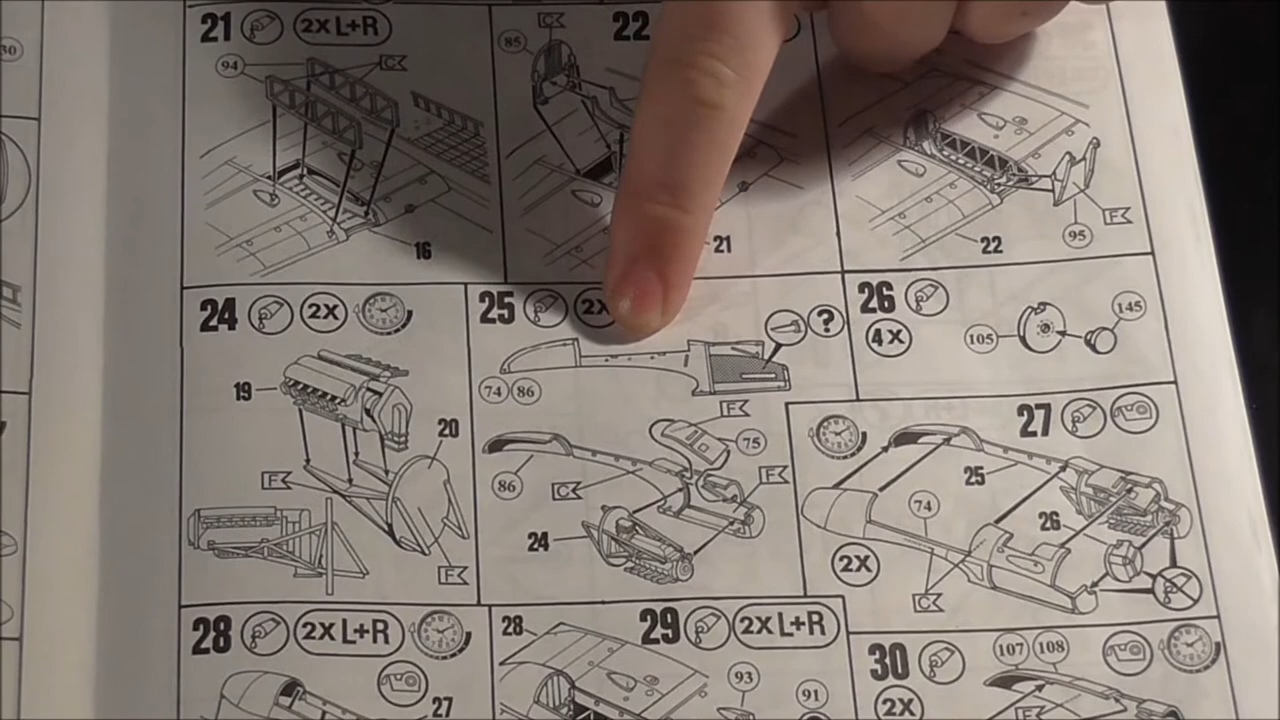 30
21 2X L+R
94
C
16
C
85
22
21
22
95
F
24 2X
19
20
F
F
25 2X
74 86
?
F
75
86
C
F
24
26
4X
105
145
27
25
74
26
2X
C
28 2X L+R
27
28
29 2X L+R
93
91
30
2X
107 108
F